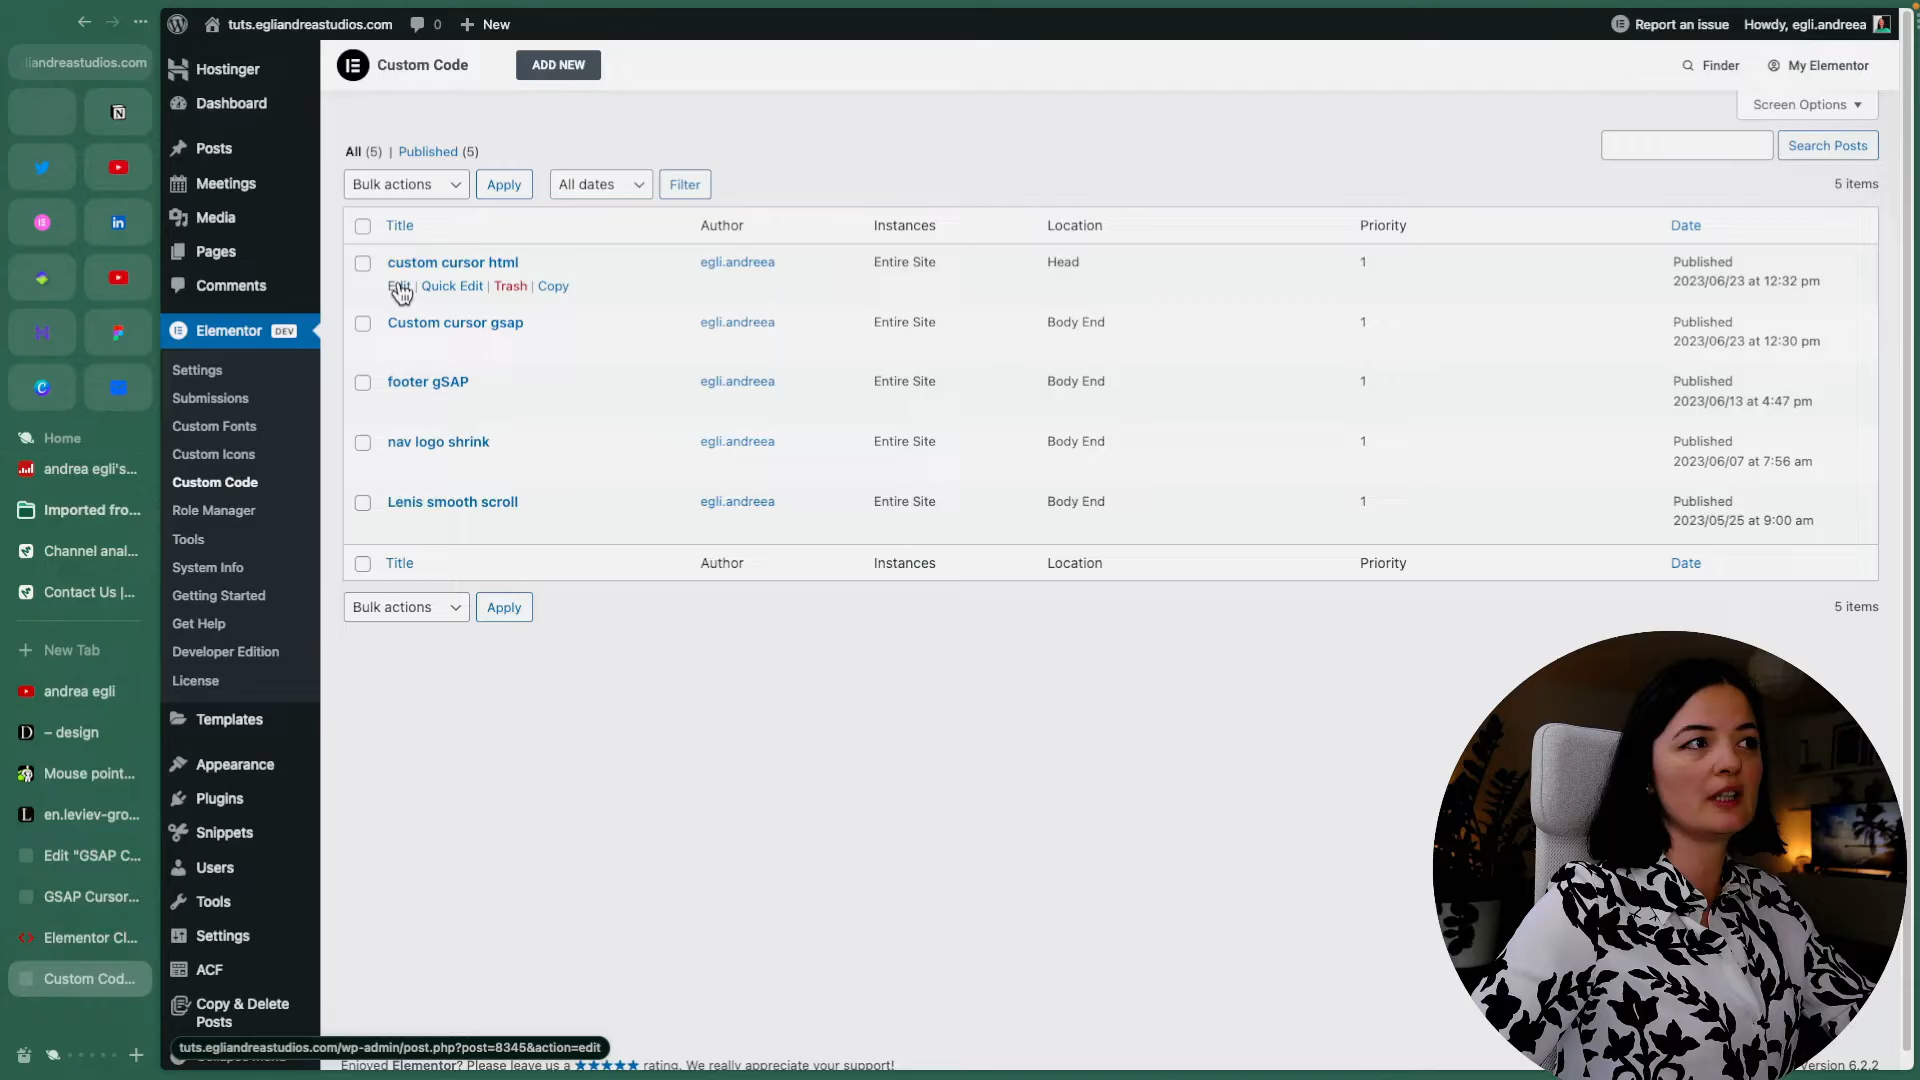 liandreastudios.com
Home
andrea egli's...
Imported fro...
Channel anal...
Contact Us |...
New Tab
andrea egli
– design
Mouse point...
en.leviev-gro...
Edit "GSAP C...
GSAP Cursor...
Elementor Cl...
Custom Cod...
tuts.egliandreastudios.com
0
New
Report an issue
Howdy, egli.andreea
Hostinger
Dashboard
Posts
Meetings
Media
Pages
Comments
Elementor DEV
Settings
Submissions
Custom Fonts
Custom Icons
Custom Code
Role Manager
Tools
System Info
Getting Started
Get Help
Developer Edition
License
Templates
Appearance
Plugins
Snippets
Users
Tools
Settings
ACF
Copy & Delete
Posts
Custom Code
ADD NEW
Finder
My Elementor
Screen Options
All (5) | Published (5)
Search Posts
Bulk actions
Apply
All dates
Filter
5 items
Title Author Instances Location Priority Date
custom cursor html egli.andreea Entire Site Head 1 Published
2023/06/23 at 12:32 pm
Edit | Quick Edit | Trash | Copy
Custom cursor gsap egli.andreea Entire Site Body End 1 Published
2023/06/23 at 12:30 pm
footer gSAP egli.andreea Entire Site Body End 1 Published
2023/06/13 at 4:47 pm
nav logo shrink egli.andreea Entire Site Body End 1 Published
2023/06/07 at 7:56 am
Lenis smooth scroll egli.andreea Entire Site Body End 1 Published
2023/05/25 at 9:00 am
Title Author Instances Location Priority Date
Bulk actions
Apply
5 items
tuts.egliandreastudios.com/wp-admin/post.php?post=8345&action=edit
Enjoyed Elementor? Please leave us a ★★★★★ rating. We really appreciate your support!
Version 6.2.2